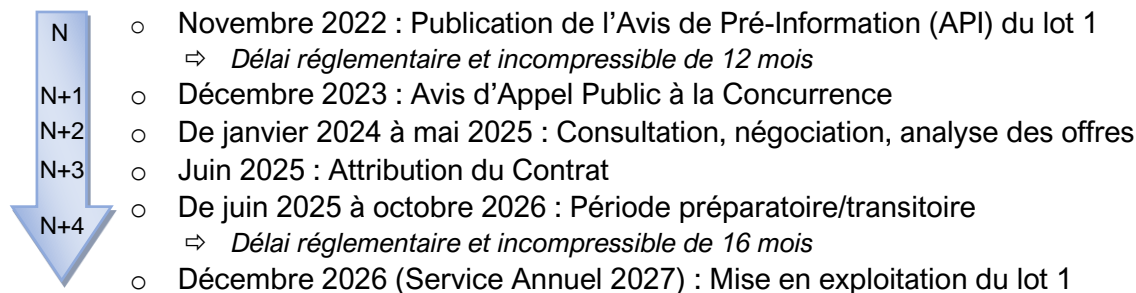 N
○ Novembre 2022 : Publication de l’Avis de Pré-Information (API) du lot 1
⇨ Délai réglementaire et incompressible de 12 mois
N+1
○ Décembre 2023 : Avis d’Appel Public à la Concurrence
N+2
○ De janvier 2024 à mai 2025 : Consultation, négociation, analyse des offres
N+3
○ Juin 2025 : Attribution du Contrat
N+4
○ De juin 2025 à octobre 2026 : Période préparatoire/transitoire
⇨ Délai réglementaire et incompressible de 16 mois
○ Décembre 2026 (Service Annuel 2027) : Mise en exploitation du lot 1